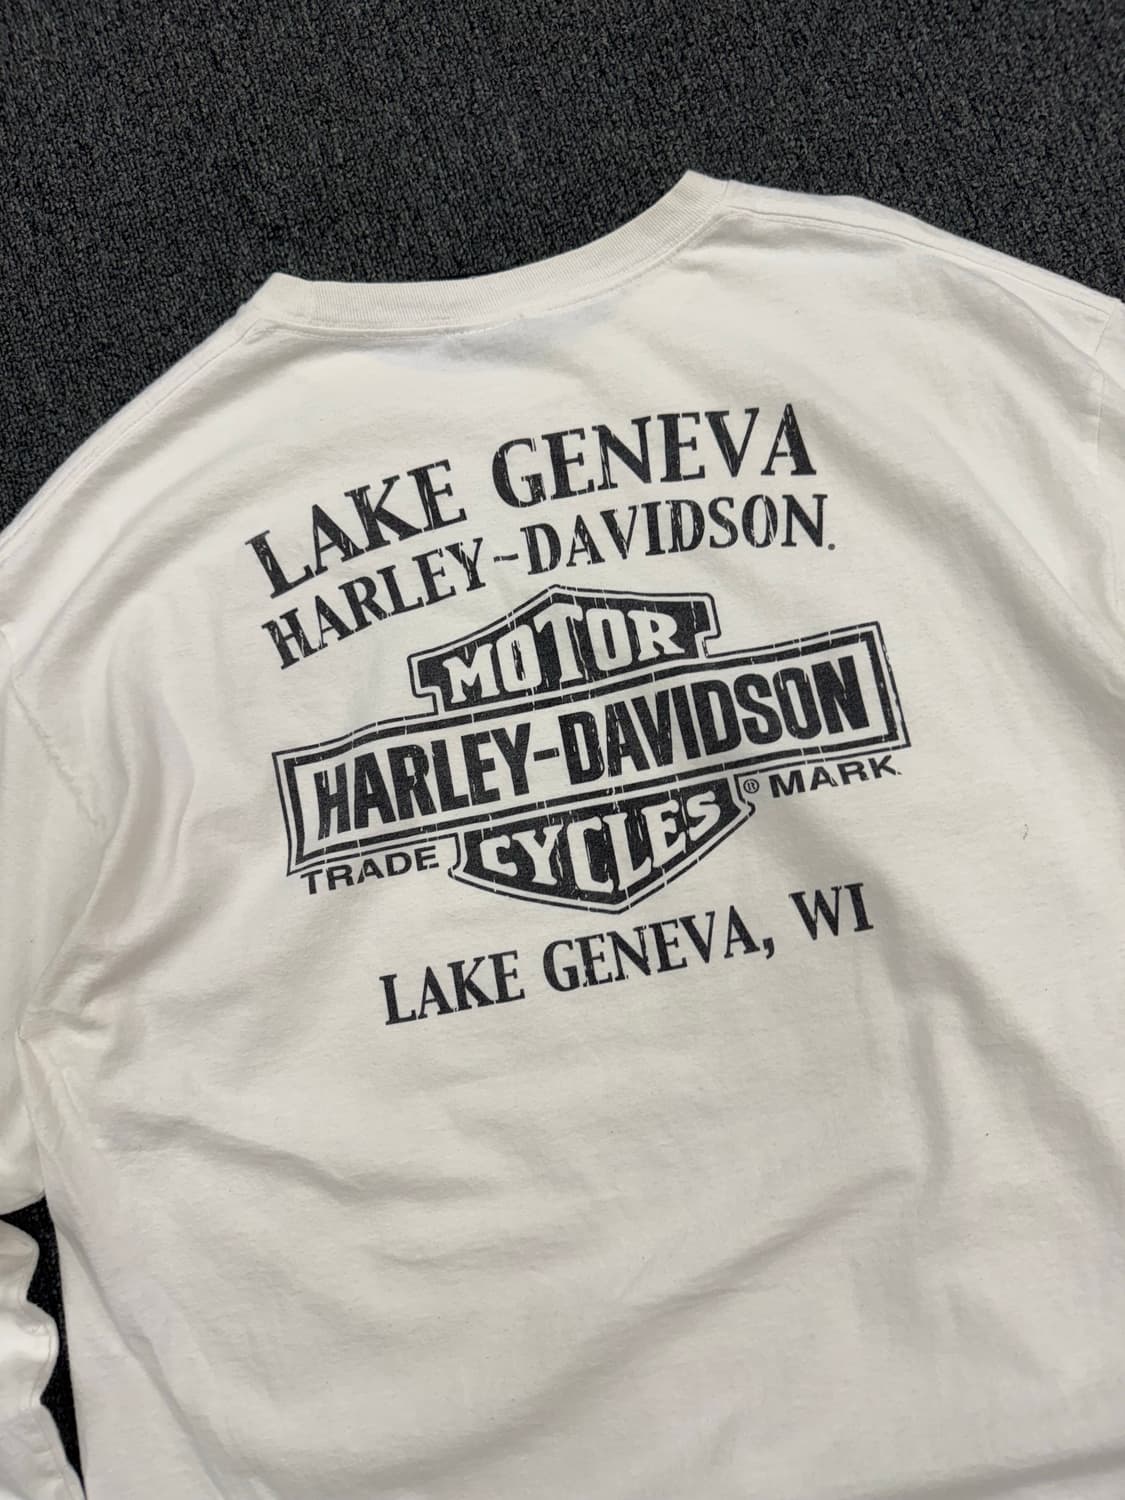 LAKE GENEVA
HARLEY-DAVIDSON.
MOTOR
HARLEY-DAVIDSON
CYCLES
TRADE ® MARK
LAKE GENEVA, WI